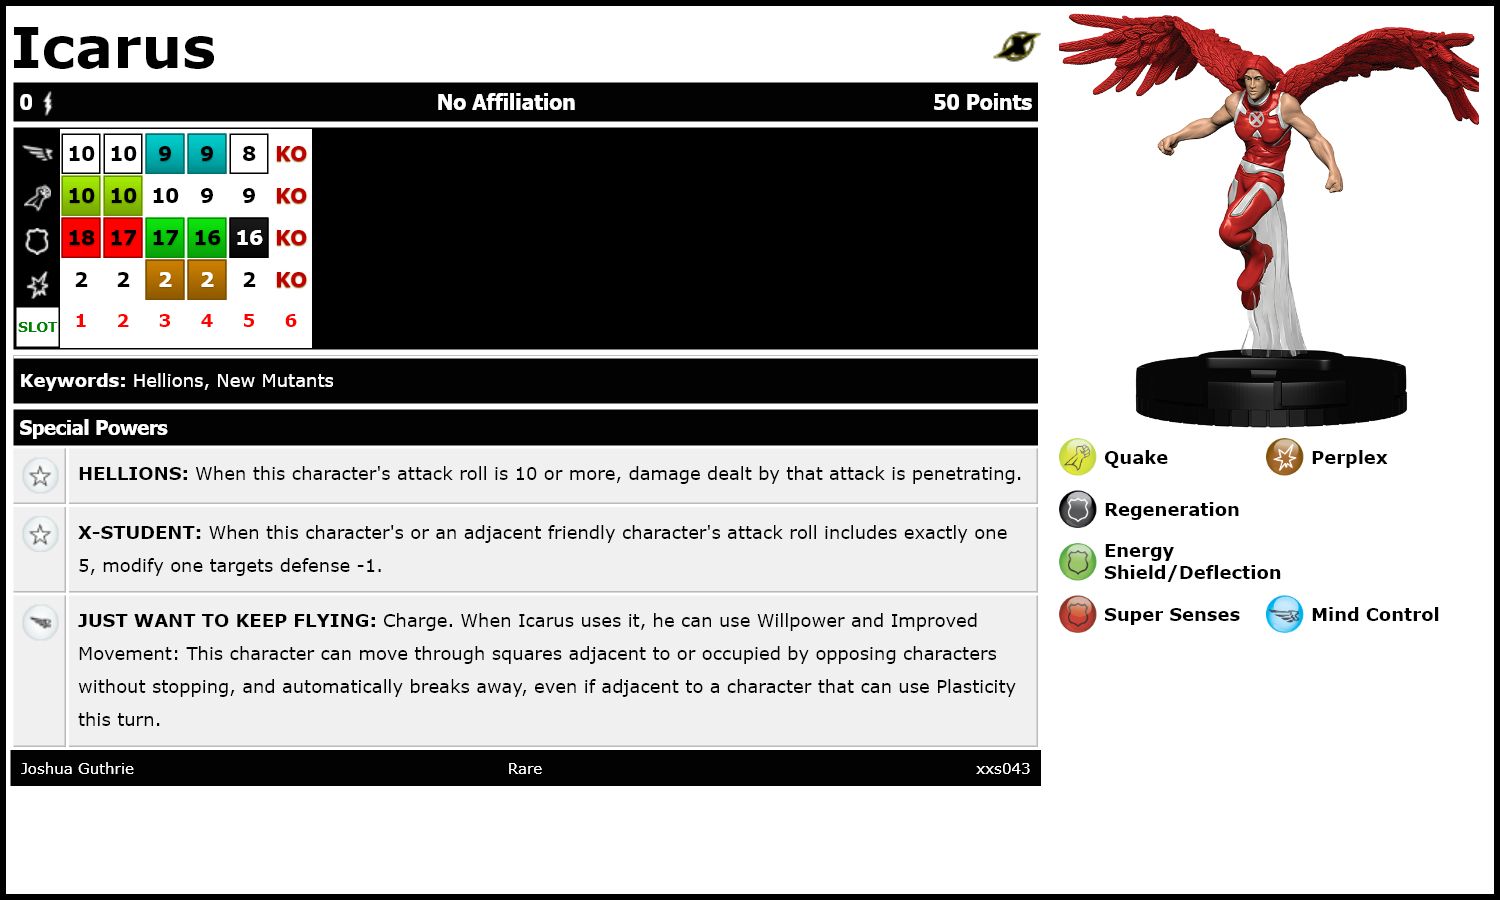 Icarus
0 No Affiliation 50 Points
10 10 9 9 8 KO
10 10 10 9 9 KO
18 17 17 16 16 KO
2 2 2 2 2 KO
SLOT 1 2 3 4 5 6
Keywords: Hellions, New Mutants
Special Powers
HELLIONS: When this character's attack roll is 10 or more, damage dealt by that attack is penetrating.
X-STUDENT: When this character's or an adjacent friendly character's attack roll includes exactly one
5, modify one targets defense -1.
JUST WANT TO KEEP FLYING: Charge. When Icarus uses it, he can use Willpower and Improved
Movement: This character can move through squares adjacent to or occupied by opposing characters
without stopping, and automatically breaks away, even if adjacent to a character that can use Plasticity
this turn.
Joshua Guthrie Rare xxs043
Quake Perplex
Regeneration
Energy
Shield/Deflection
Super Senses Mind Control